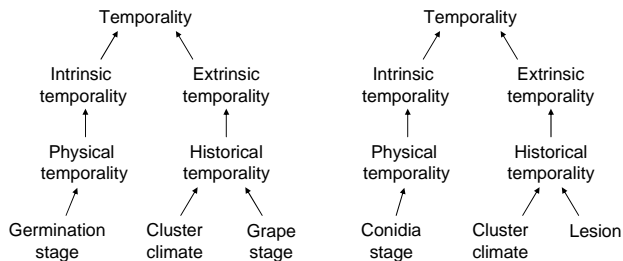 Temporality
Intrinsic
temporality
Extrinsic
temporality
Physical
temporality
Historical
temporality
Germination
stage
Cluster
climate
Grape
stage
Temporality
Intrinsic
temporality
Extrinsic
temporality
Physical
temporality
Historical
temporality
Conidia
stage
Cluster
climate
Lesion